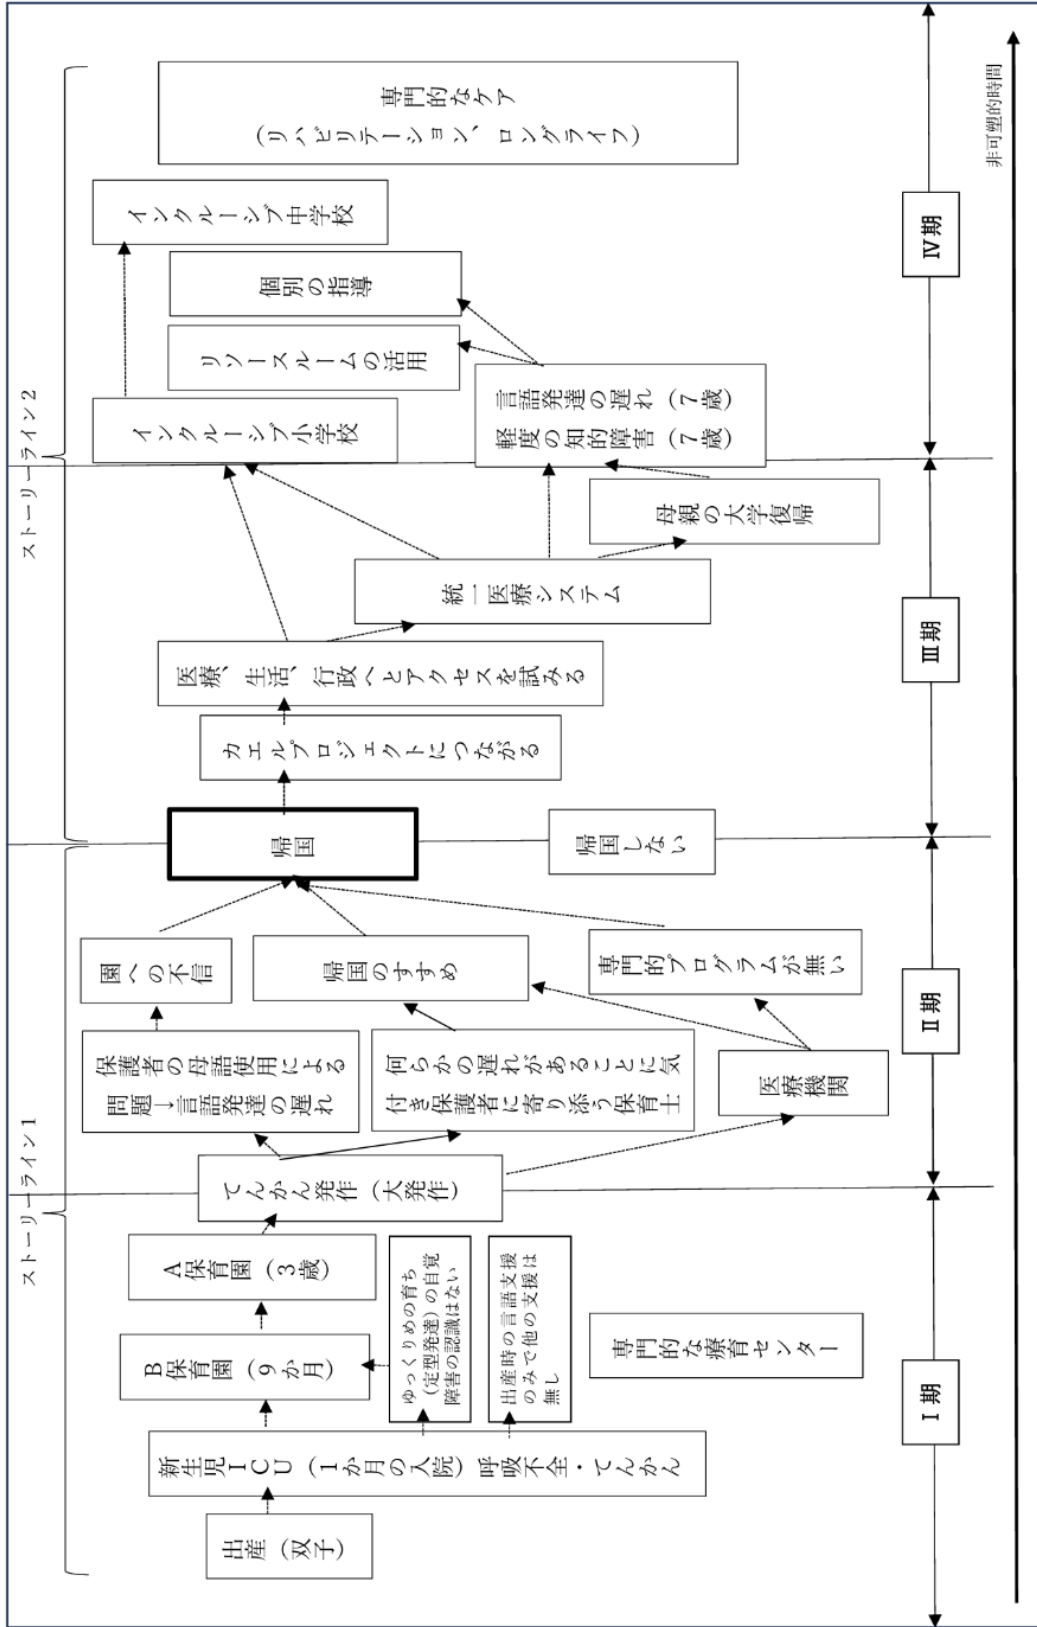 ストーリーライン1
ストーリーライン2
出産
(双子)
新生児ICU(1か月の入院)呼吸不全・てんかん
B保育園
(9か月)
A保育園
(3歳)
ゆっくりめの育ち
(定型発達)の自覚
障害の認識はない
出産時の言語支援
のみで他の支援は
無し
専門的な療育センター
てんかん発作(大発作)
保護者の母語使用による
問題→言語発達の遅れ
何らかの遅れがあることに気
付き保護者に寄り添う保育士
医療機関
園への不信
帰国のすすめ
専門的プログラムが無い
帰国
帰国しない
カエルプロジェクトにつながる
医療、生活、行政へとアクセスを試みる
統一医療システム
母親の大学復帰
インクルージブ小学校
軽度の知的障害(7歳)
言語発達の遅れ(7歳)
リソースルームの活用
個別の指導
インクルージブ中学校
専門的なケア
(リハビリテーション、ロングライフ)
Ⅰ期
Ⅱ期
Ⅲ期
Ⅳ期
非可塑的時間